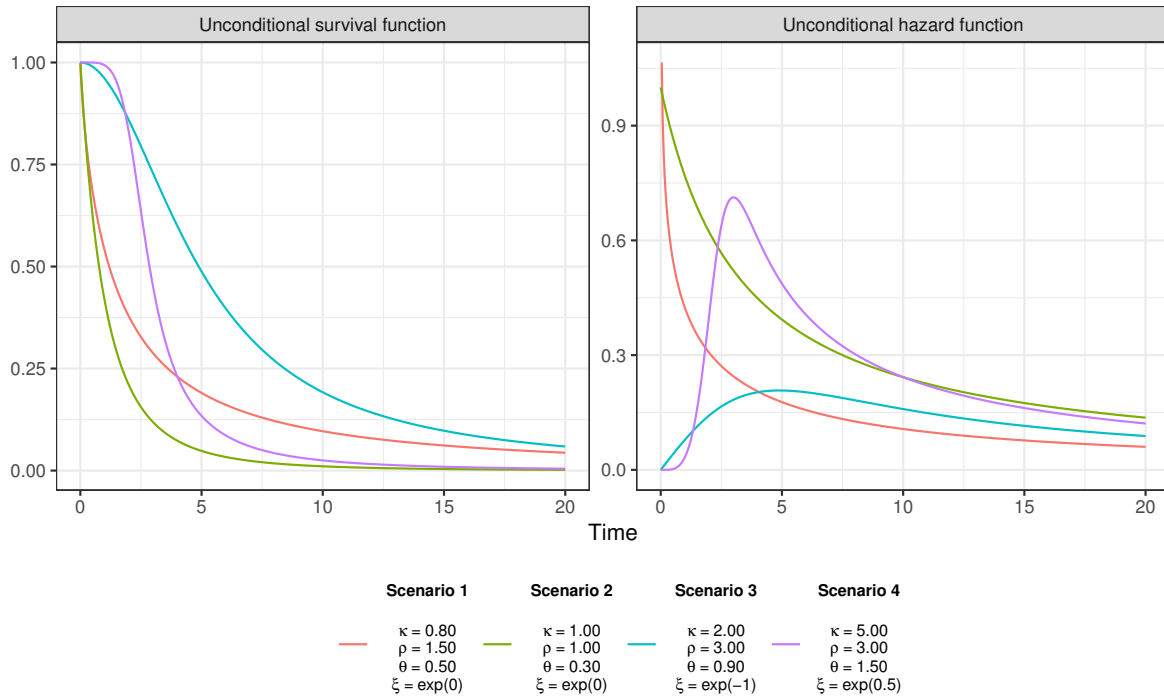 Unconditional survival function
Unconditional hazard function
1.00
0.75
0.50
0.25
0.00
0.9
0.6
0.3
0.0
0 5 10 15 20
0 5 10 15 20
Time
Scenario 1 Scenario 2 Scenario 3 Scenario 4
κ = 0.80 κ = 1.00 κ = 2.00 κ = 5.00
ρ = 1.50 ρ = 1.00 ρ = 3.00 ρ = 3.00
θ = 0.50 θ = 0.30 θ = 0.90 θ = 1.50
ξ = exp(0) ξ = exp(0) ξ = exp(−1) ξ = exp(0.5)